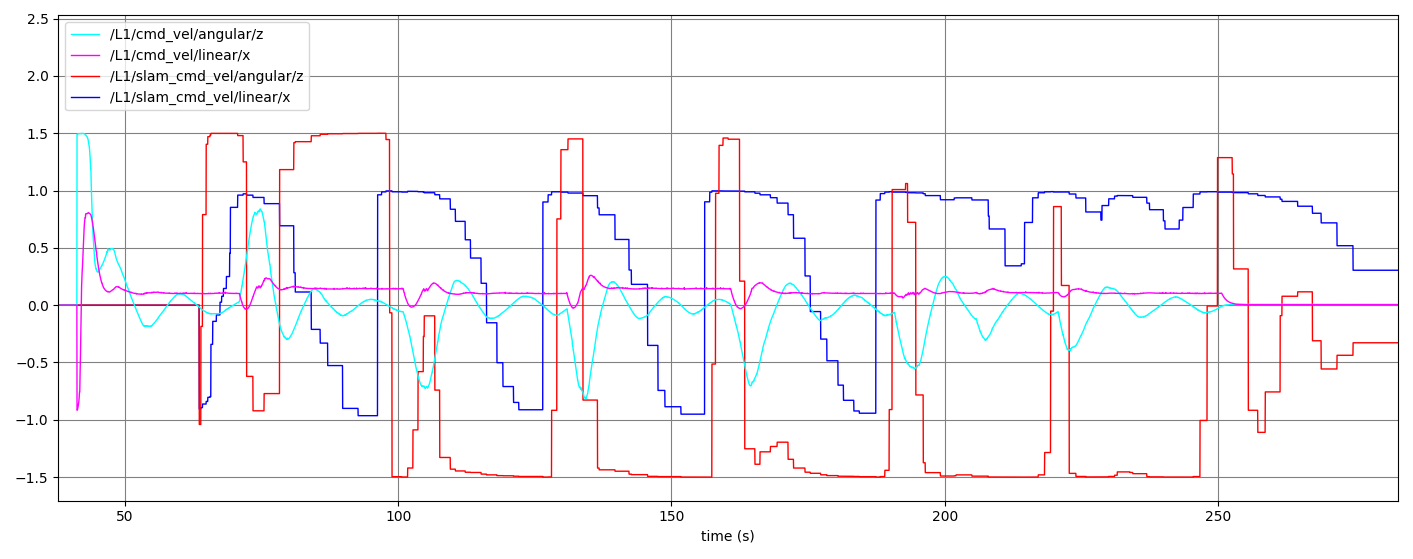 2.5
2.0
1.5
1.0
0.5
0.0
−0.5
−1.0
−1.5
/L1/cmd_vel/angular/z
/L1/cmd_vel/linear/x
/L1/slam_cmd_vel/angular/z
/L1/slam_cmd_vel/linear/x
50 100 150 200 250
time (s)